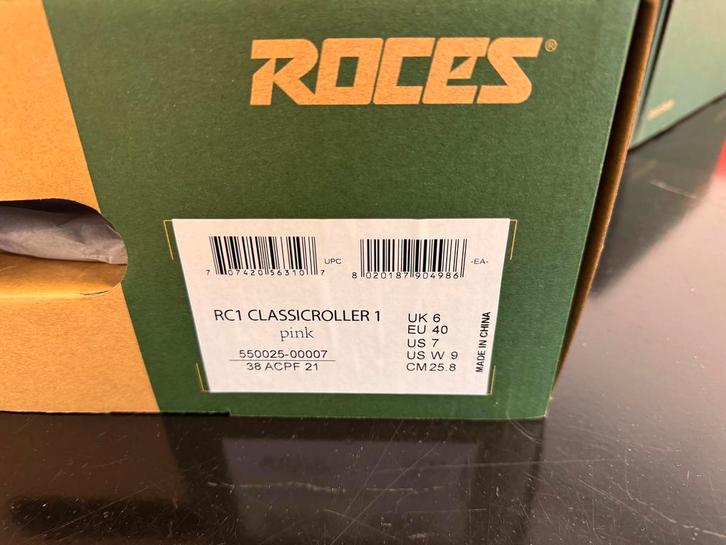 ROCES®
7 07420 56310 7
UPC
8 020187 904986
-EA-
RC1 CLASSICROLLER 1
pink
550025-00007
38 ACPF 21
UK 6
EU 40
US 7
US W 9
CM 25.8
MADE IN CHINA